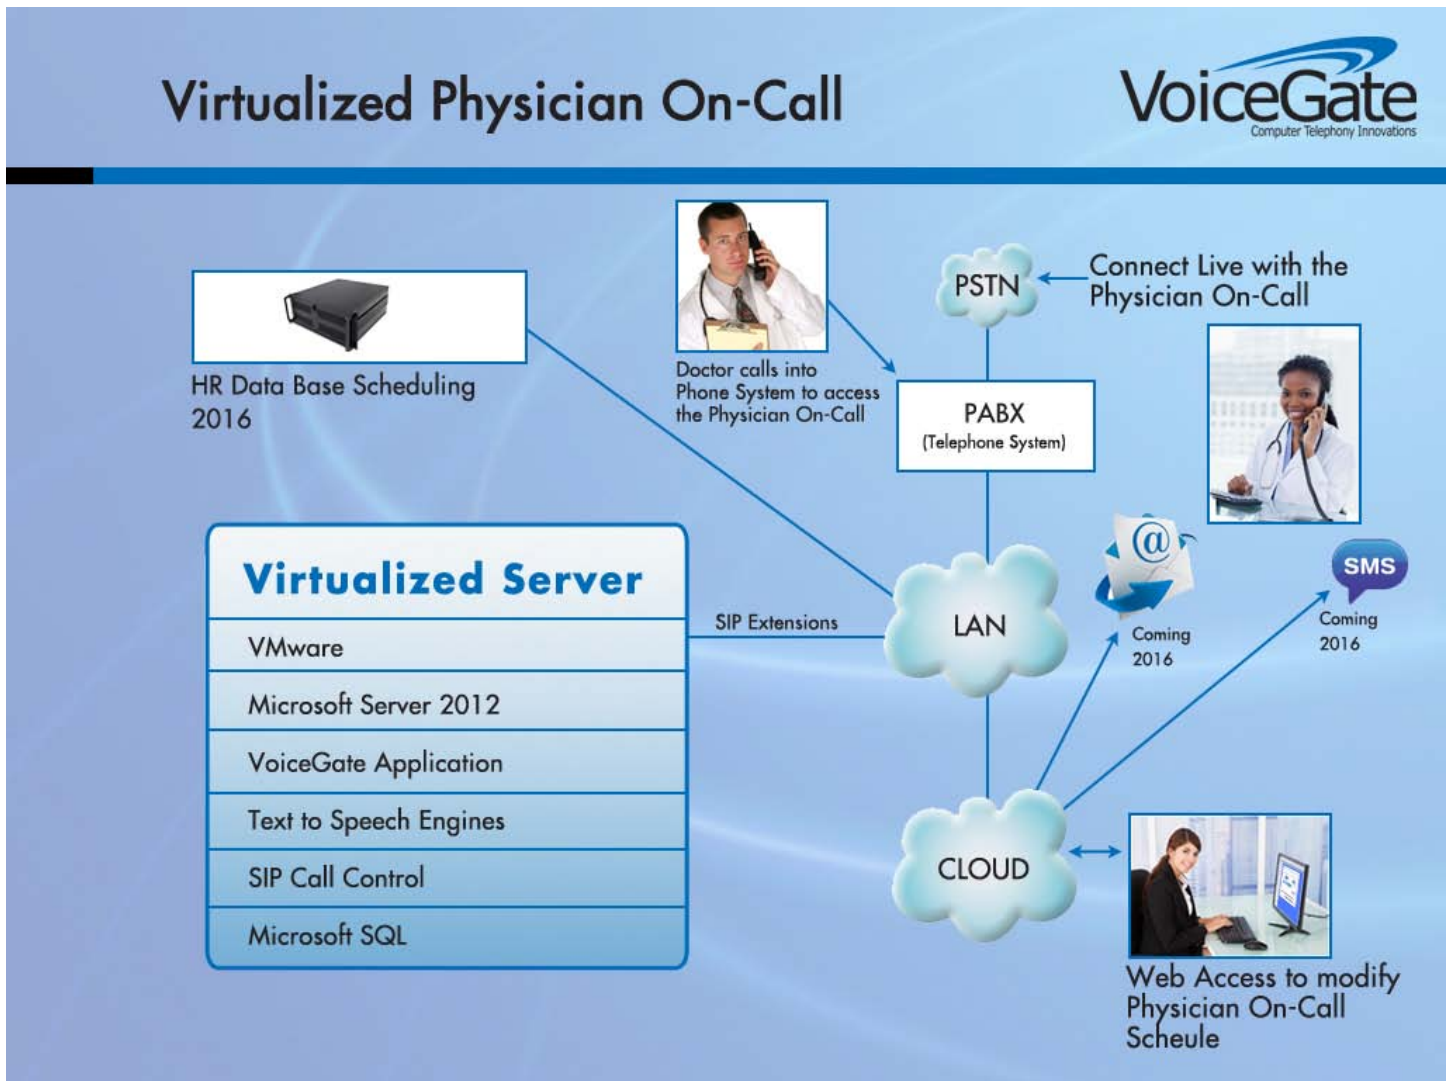 Virtualized Physician On-Call
VoiceGate
Computer Telephony Innovations
HR Data Base Scheduling
2016
Doctor calls into
Phone System to access
the Physician On-Call
PSTN
Connect Live with the
Physician On-Call
PABX
(Telephone System)
Virtualized Server
VMware
Microsoft Server 2012
VoiceGate Application
Text to Speech Engines
SIP Call Control
Microsoft SQL
SIP Extensions
LAN
@
Coming
2016
SMS
Coming
2016
CLOUD
Web Access to modify
Physician On-Call
Scheule